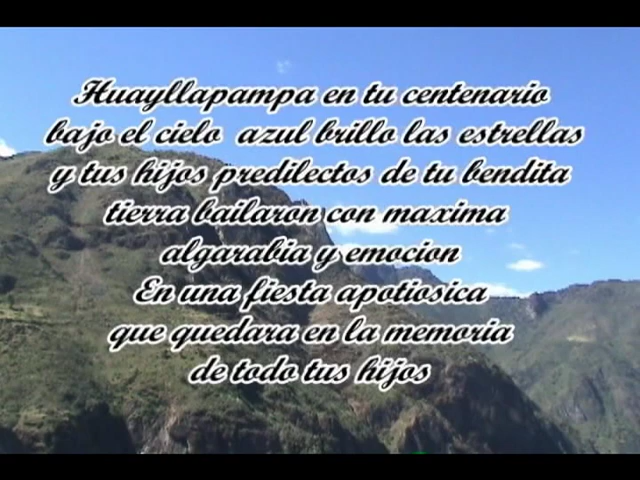 Huayllapampa en tu centenario
bajo el cielo azul brillo las estrellas
y tus hijos predilectos de tu bendita
tierra bailaron con maxima
algarabia y emocion
En una fiesta apotiosica
que quedara en la memoria
de todo tus hijos